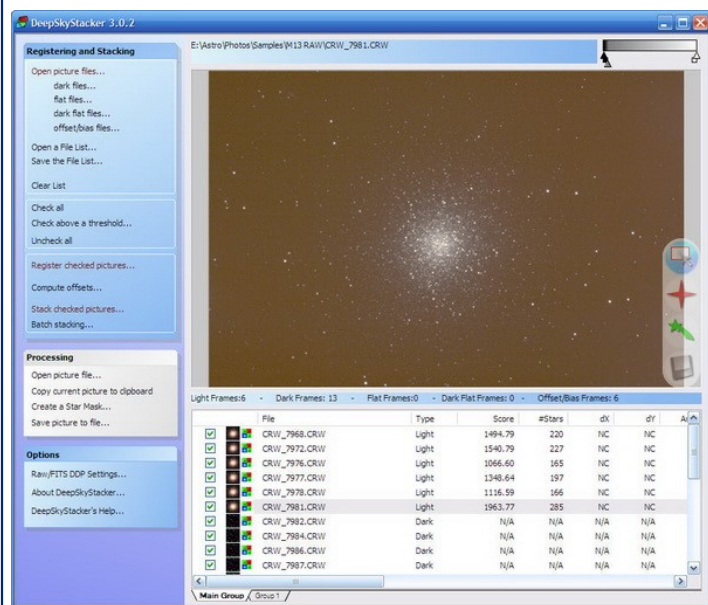 DeepSkyStacker 3.0.2
Registering and Stacking
Open picture files...
dark files...
flat files...
dark flat files...
offset/bias files...
Open a File List...
Save the File List...
Clear List
Check all
Check above a threshold...
Uncheck all
Register checked pictures...
Compute offsets...
Stack checked pictures...
Batch stacking...
Processing
Open picture file...
Copy current picture to clipboard
Create a Star Mask...
Save picture to file...
Options
Raw/FITS DDP Settings...
About DeepSkyStacker...
DeepSkyStacker's Help...
E:\Astro\Photos\Samples\M13 RAW\CRW_7981.CRW
Light Frames:6 - Dark Frames: 13 - Flat Frames:0 - Dark Flat Frames: 0 - Offset/Bias Frames: 6
File Type Score #Stars dX dY
CRW_7968.CRW Light 1494.79 220 NC NC
CRW_7972.CRW Light 1540.79 227 NC NC
CRW_7976.CRW Light 1066.60 165 NC NC
CRW_7977.CRW Light 1348.64 197 NC NC
CRW_7978.CRW Light 1116.59 166 NC NC
CRW_7981.CRW Light 1963.77 285 NC NC
CRW_7982.CRW Dark N/A N/A N/A N/A
CRW_7984.CRW Dark N/A N/A N/A N/A
CRW_7986.CRW Dark N/A N/A N/A N/A
CRW_7987.CRW Dark N/A N/A N/A N/A
Main Group Group 1